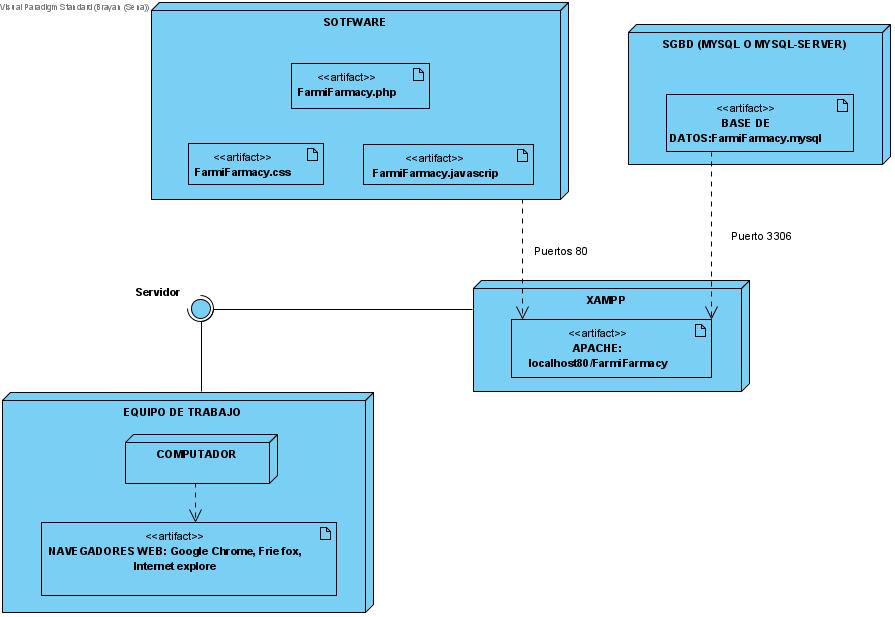 Visual Paradigm Standard (Brayan (Sena))
SOTFWARE
<<artifact>>
FarmiFarmacy.php
<<artifact>>
FarmiFarmacy.css
<<artifact>>
FarmiFarmacy.javascrip
SGBD (MYSQL O MYSQL-SERVER)
<<artifact>>
BASE DE
DATOS:FarmiFarmacy.mysql
Puertos 80
Puerto 3306
Servidor
XAMPP
<<artifact>>
APACHE:
localhost80/FarmiFarmacy
EQUIPO DE TRABAJO
COMPUTADOR
<<artifact>>
NAVEGADORES WEB: Google Chrome, Friefox,
Internet explore